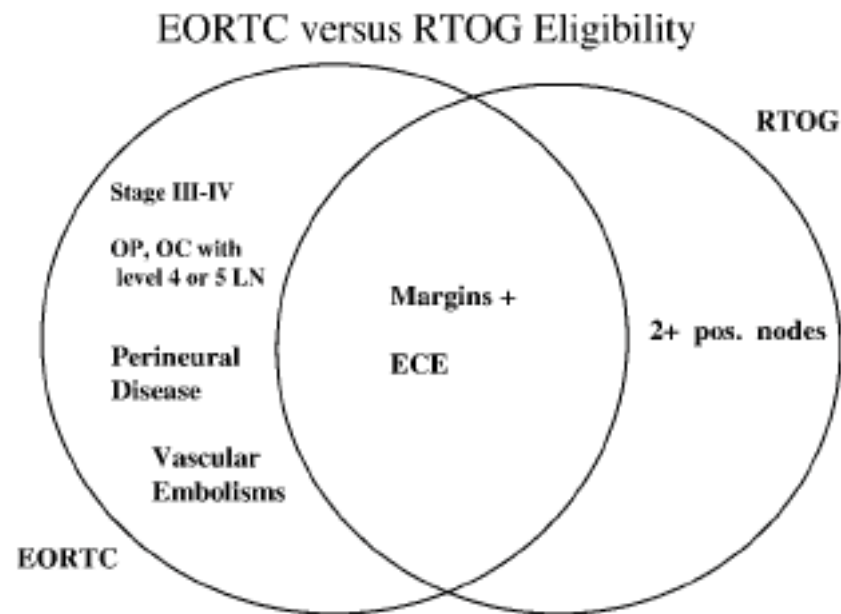 EORTC versus RTOG Eligibility
RTOG
Stage III-IV
OP, OC with
level 4 or 5 LN
Margins +
2+ pos. nodes
Perineural
Disease
ECE
Vascular
Embolisms
EORTC